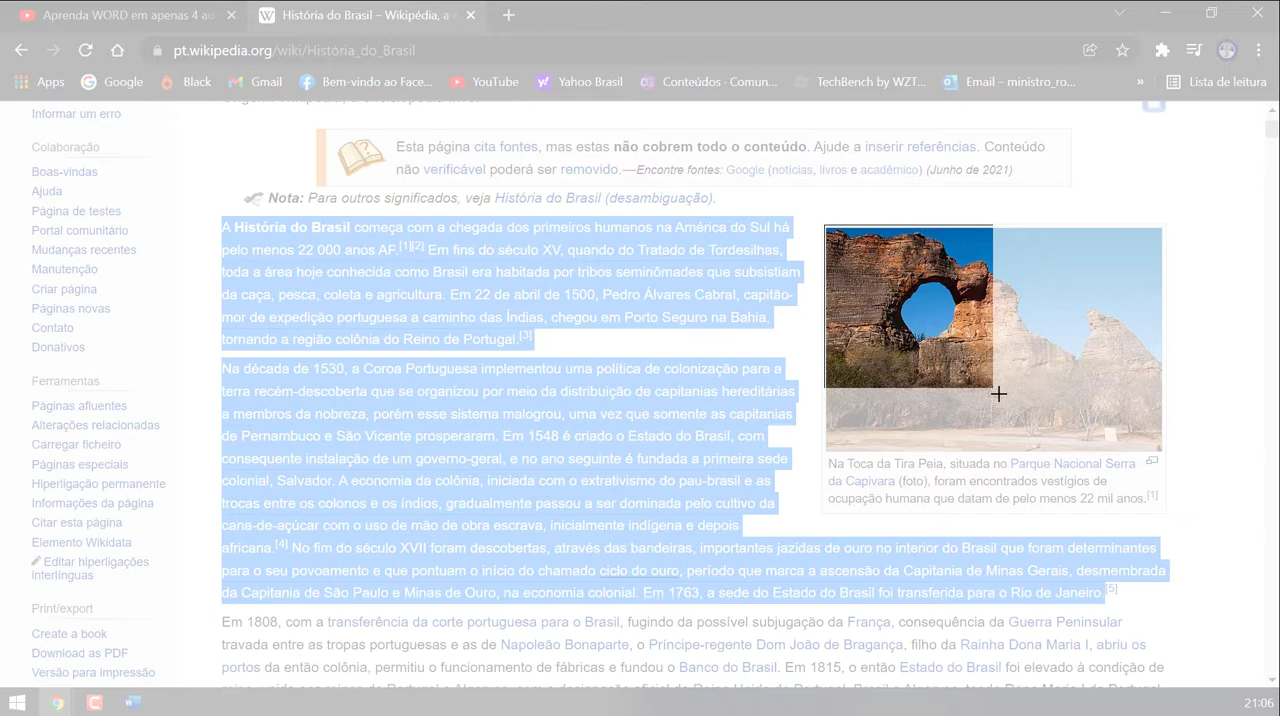 Aprenda WORD em apenas 4 au
História do Brasil – Wikipédia, a e
pt.wikipedia.org/wiki/História_do_Brasil
Apps
Google
Black
Gmail
Bem-vindo ao Face...
YouTube
Yahoo Brasil
Conteúdos · Comun...
TechBench by WZT...
Email – ministro_ro...
»
Lista de leitura
Informar um erro
Colaboração
Boas-vindas
Ajuda
Página de testes
Portal comunitário
Mudanças recentes
Manutenção
Criar página
Páginas novas
Contato
Donativos
Ferramentas
Páginas afluentes
Alterações relacionadas
Carregar ficheiro
Páginas especiais
Hiperligação permanente
Informações da página
Citar esta página
Elemento Wikidata
Editar hiperligações
interlínguas
Print/export
Create a book
Download as PDF
Versão para impressão
Esta página cita fontes, mas estas não cobrem todo o conteúdo. Ajude a inserir referências. Conteúdo
não verificável poderá ser removido.—Encontre fontes: Google (notícias, livros e acadêmico) (Junho de 2021)
Nota: Para outros significados, veja História do Brasil (desambiguação).
A História do Brasil começa com a chegada dos primeiros humanos na América do Sul há
pelo menos 22 000 anos AF.[1][2] Em fins do século XV, quando do Tratado de Tordesilhas,
toda a área hoje conhecida como Brasil era habitada por tribos seminômades que subsistiam
da caça, pesca, coleta e agricultura. Em 22 de abril de 1500, Pedro Álvares Cabral, capitão-
mor de expedição portuguesa a caminho das Índias, chegou em Porto Seguro na Bahia,
tornando a região colônia do Reino de Portugal.[3]
Na década de 1530, a Coroa Portuguesa implementou uma política de colonização para a
terra recém-descoberta que se organizou por meio da distribuição de capitanias hereditárias
a membros da nobreza, porém esse sistema malogrou, uma vez que somente as capitanias
de Pernambuco e São Vicente prosperaram. Em 1548 é criado o Estado do Brasil, com
consequente instalação de um governo-geral, e no ano seguinte é fundada a primeira sede
colonial, Salvador. A economia da colônia, iniciada com o extrativismo do pau-brasil e as
trocas entre os colonos e os índios, gradualmente passou a ser dominada pelo cultivo da
cana-de-açúcar com o uso de mão de obra escrava, inicialmente indígena e depois
africana.[4] No fim do século XVII foram descobertas, através das bandeiras, importantes jazidas de ouro no interior do Brasil que foram determinantes
para o seu povoamento e que pontuam o início do chamado ciclo do ouro, período que marca a ascensão da Capitania de Minas Gerais, desmembrada
da Capitania de São Paulo e Minas de Ouro, na economia colonial. Em 1763, a sede do Estado do Brasil foi transferida para o Rio de Janeiro.[5]
Em 1808, com a transferência da corte portuguesa para o Brasil, fugindo da possível subjugação da França, consequência da Guerra Peninsular
travada entre as tropas portuguesas e as de Napoleão Bonaparte, o Príncipe-regente Dom João de Bragança, filho da Rainha Dona Maria I, abriu os
portos da então colônia, permitiu o funcionamento de fábricas e fundou o Banco do Brasil. Em 1815, o então Estado do Brasil foi elevado à condição de
Na Toca da Tira Peia, situada no Parque Nacional Serra
da Capivara (foto), foram encontrados vestígios de
ocupação humana que datam de pelo menos 22 mil anos.[1]
21:06